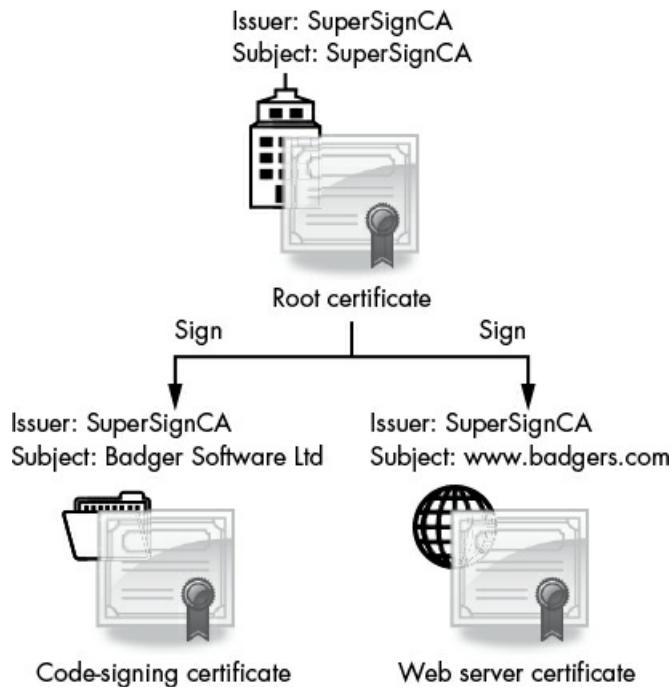 Issuer: SuperSignCA
Subject: SuperSignCA
Root certificate
Sign
Sign
Issuer: SuperSignCA
Subject: Badger Software Ltd
Issuer: SuperSignCA
Subject: www.badgers.com
Code-signing certificate
Web server certificate